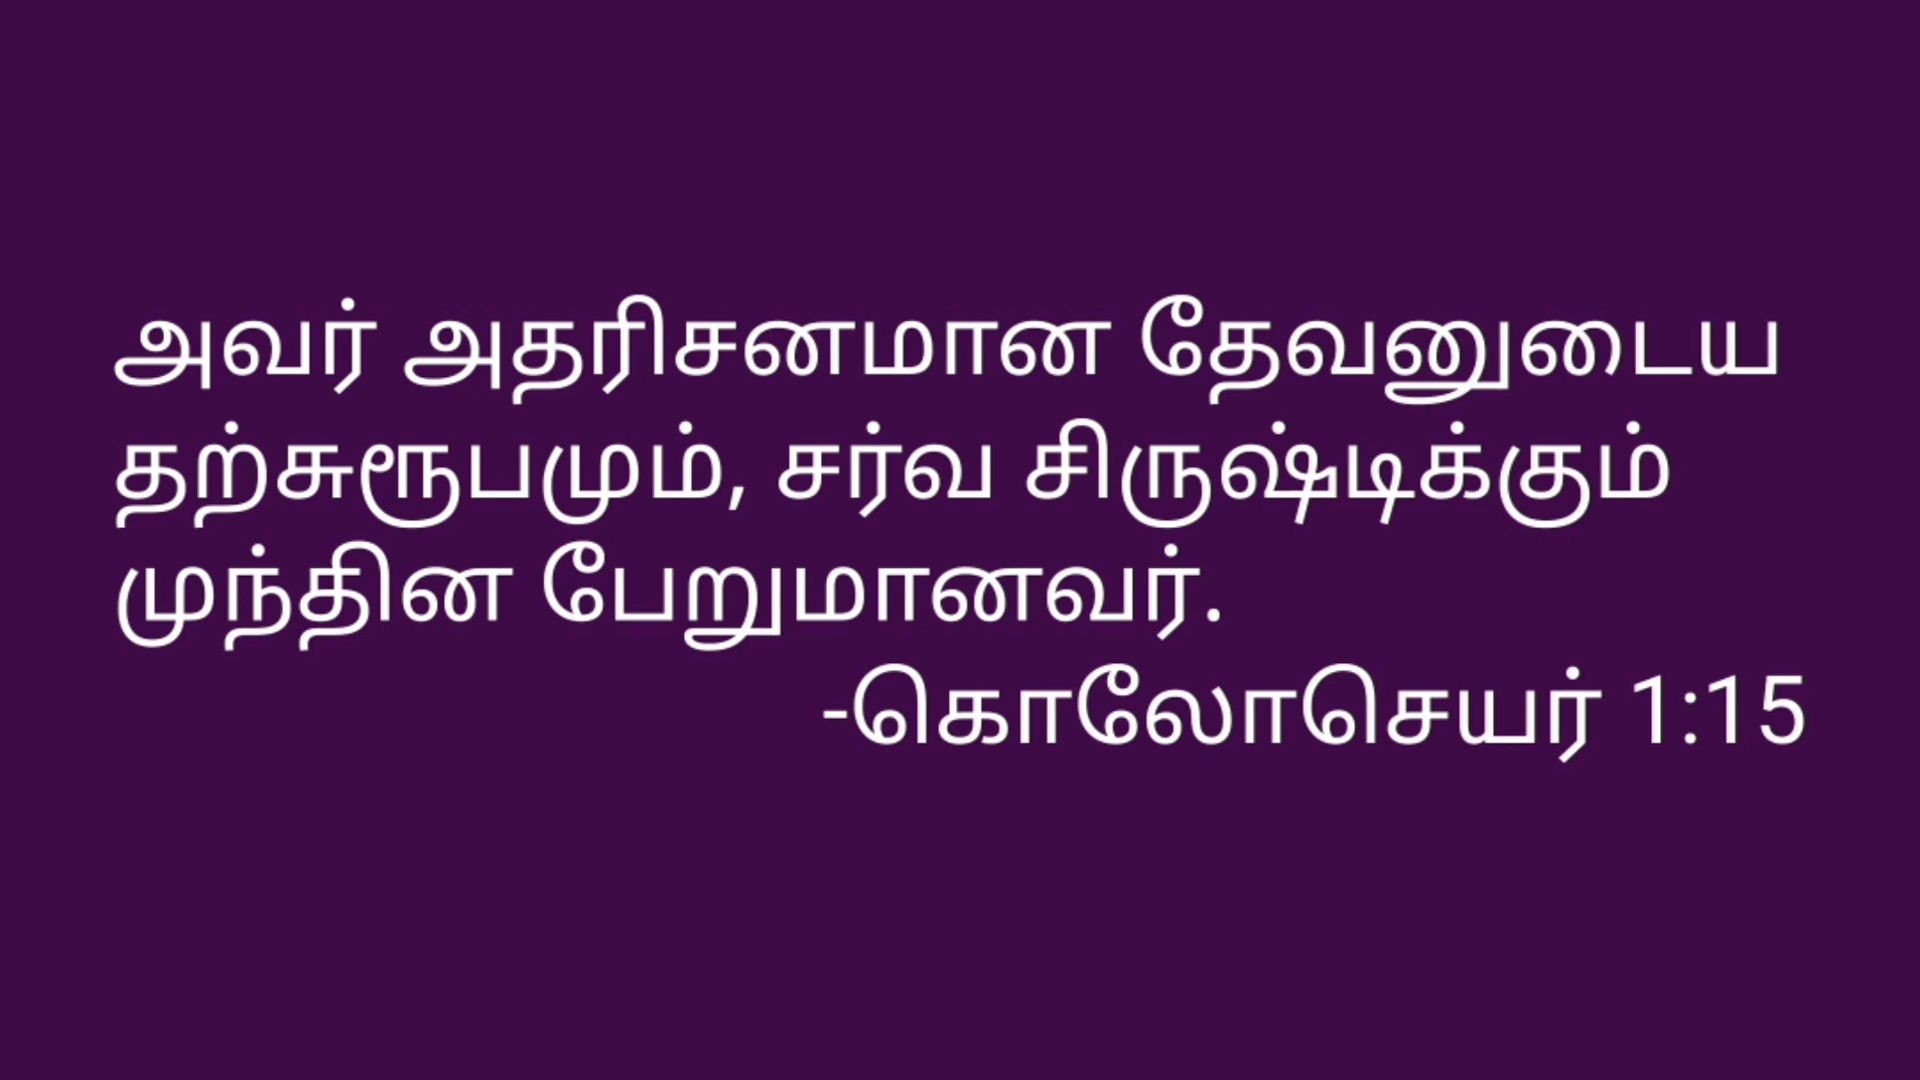 அவர் அதரிசனமான தேவனுடைய
தற்சுரூபமும், சர்வ சிருஷ்டிக்கும்
முந்தின பேறுமானவர்.
-கொலோசெயர் 1:15